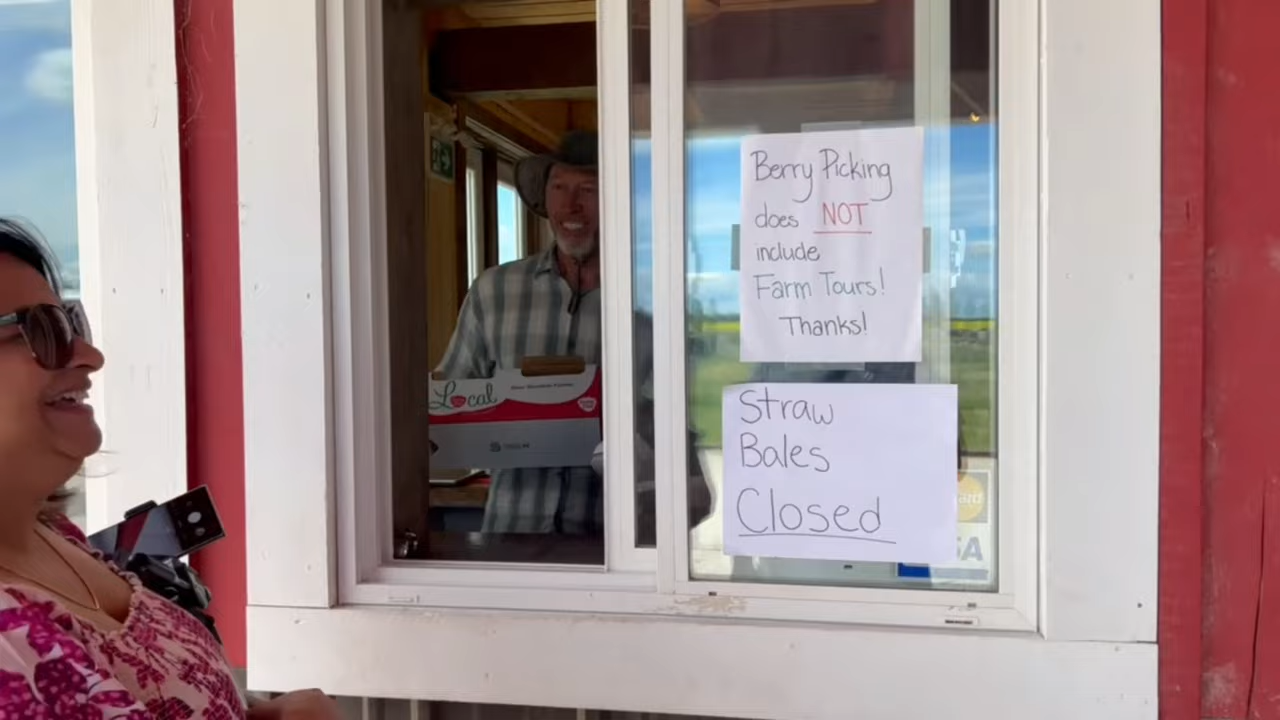 Berry Picking
does NOT
include
Farm Tours!
Thanks!
Straw
Bales
Closed
Local